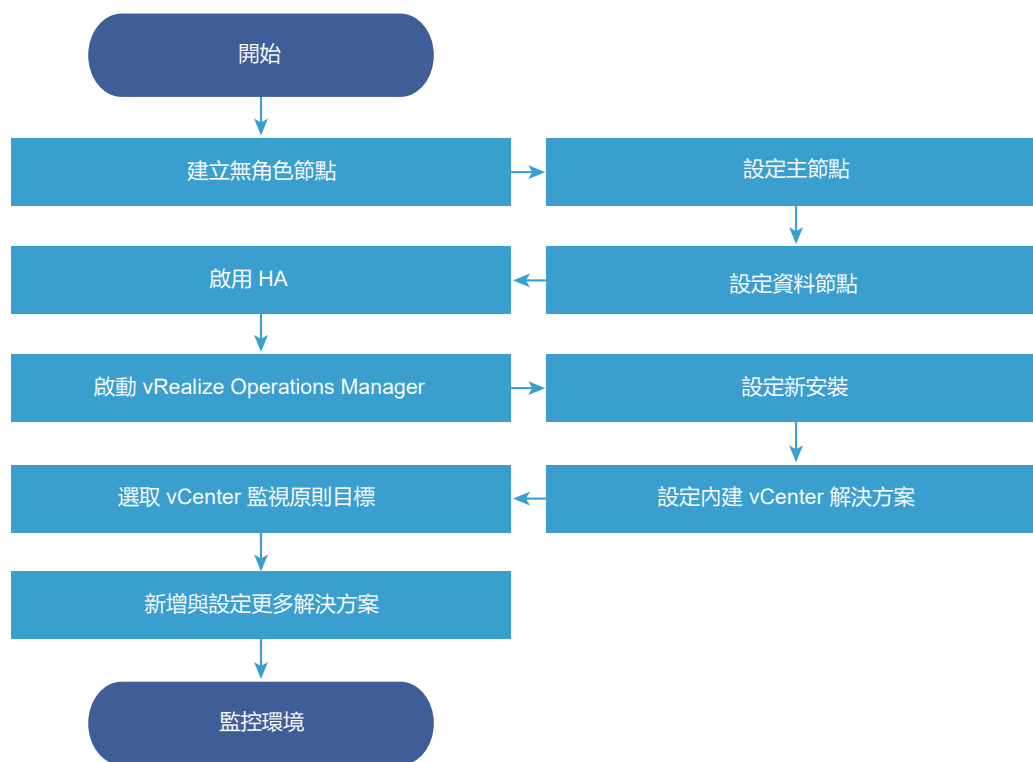 開始
建立無角色節點
設定主節點
設定資料節點
啟用 HA
啟動 vRealize Operations Manager
設定新安裝
設定內建 vCenter 解決方案
選取 vCenter 監視原則目標
新增與設定更多解決方案
監控環境